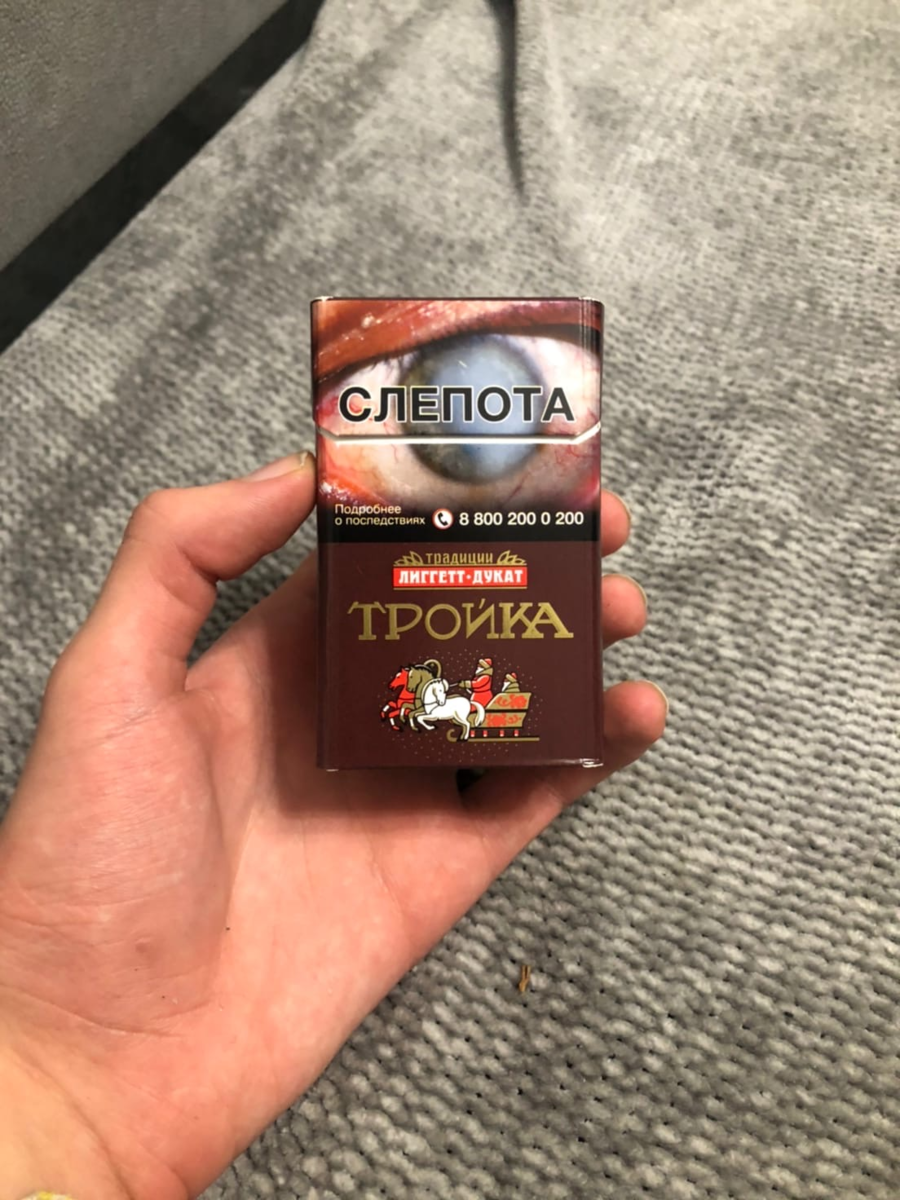 СЛЕПОТА
Подробнее
о последствиях 8 800 200 0 200
традиции
ЛИГГЕТТ·ДУКАТ
ТРОЙКА